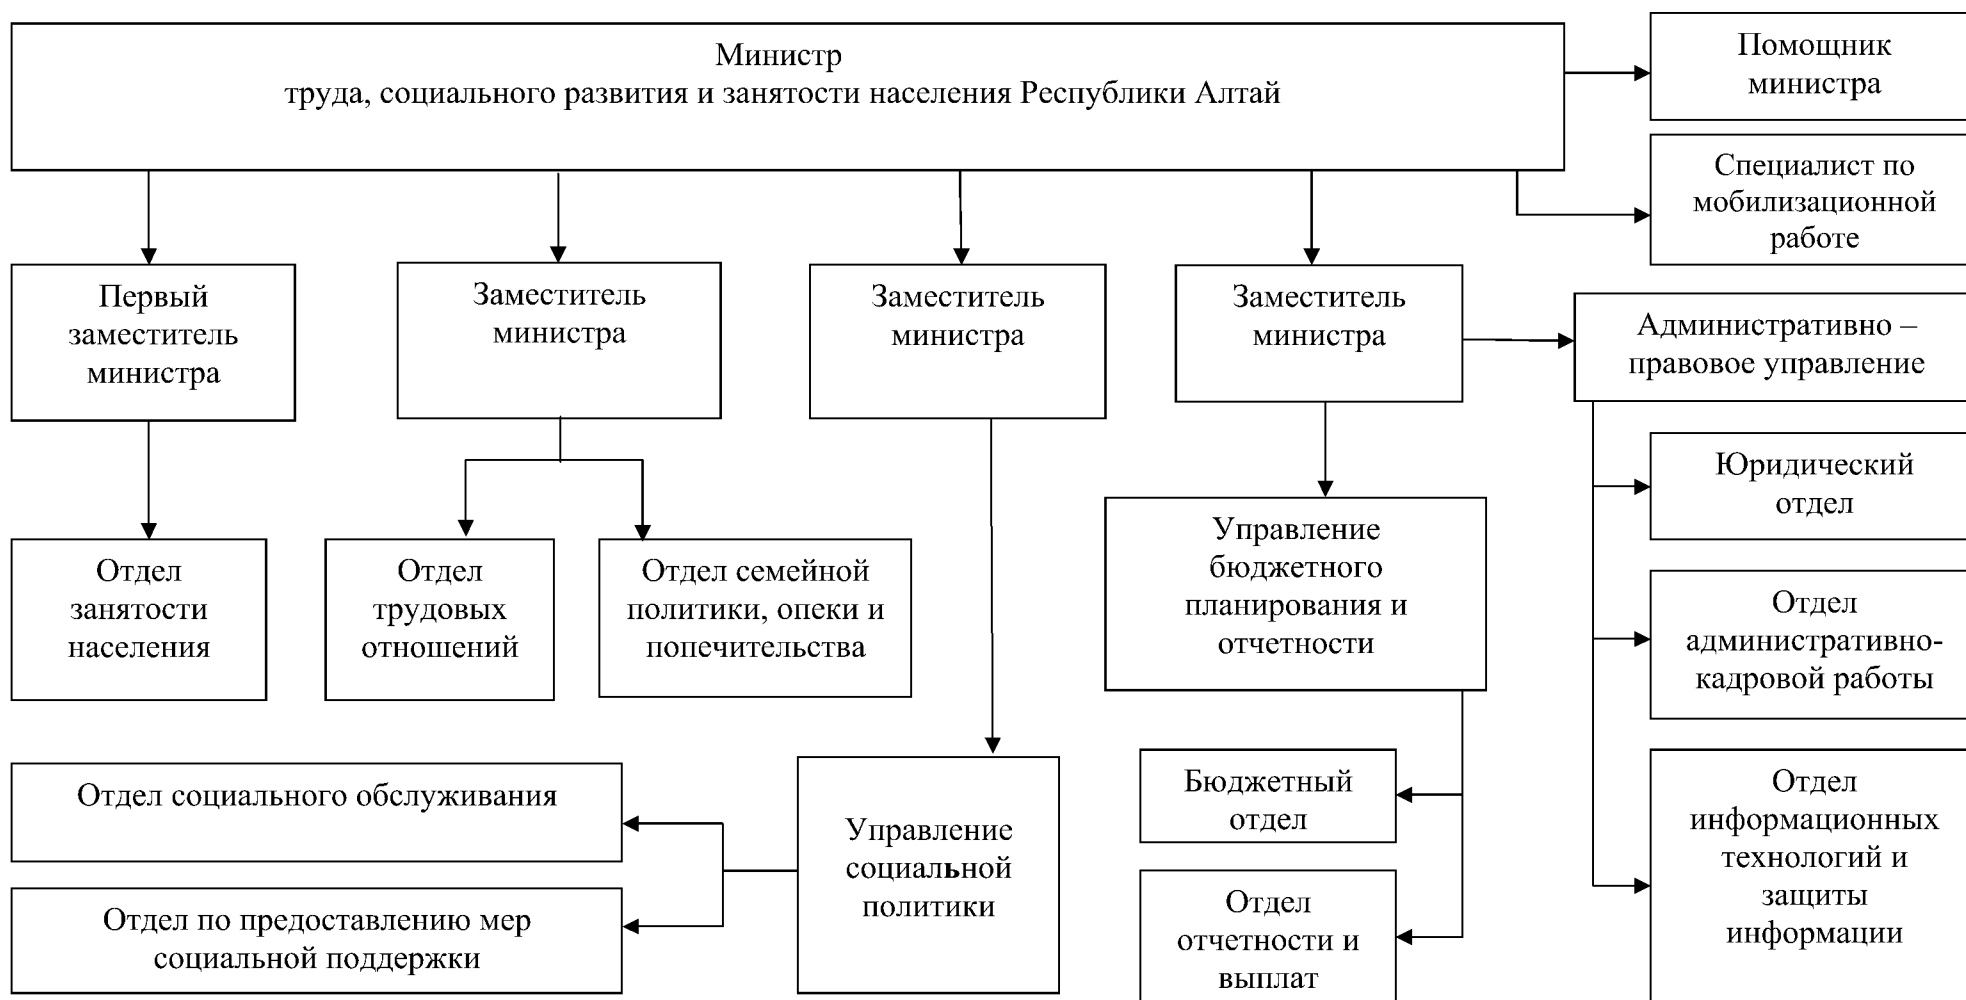 Министр
труда, социального развития и занятости населения Республики Алтай
Помощник
министра
Специалист по
мобилизационной
работе
Первый
заместитель
министра
Заместитель
министра
Заместитель
министра
Заместитель
министра
Административно –
правовое управление
Юридический
отдел
Отдел
занятости
населения
Отдел
трудовых
отношений
Отдел семейной
политики, опеки и
попечительства
Управление
бюджетного
планирования и
отчетности
Отдел
административно-
кадровой работы
Отдел социального обслуживания
Отдел по предоставлению мер
социальной поддержки
Управление
социальной
политики
Бюджетный
отдел
Отдел
отчетности и
выплат
Отдел
информационных
технологий и
защиты
информации